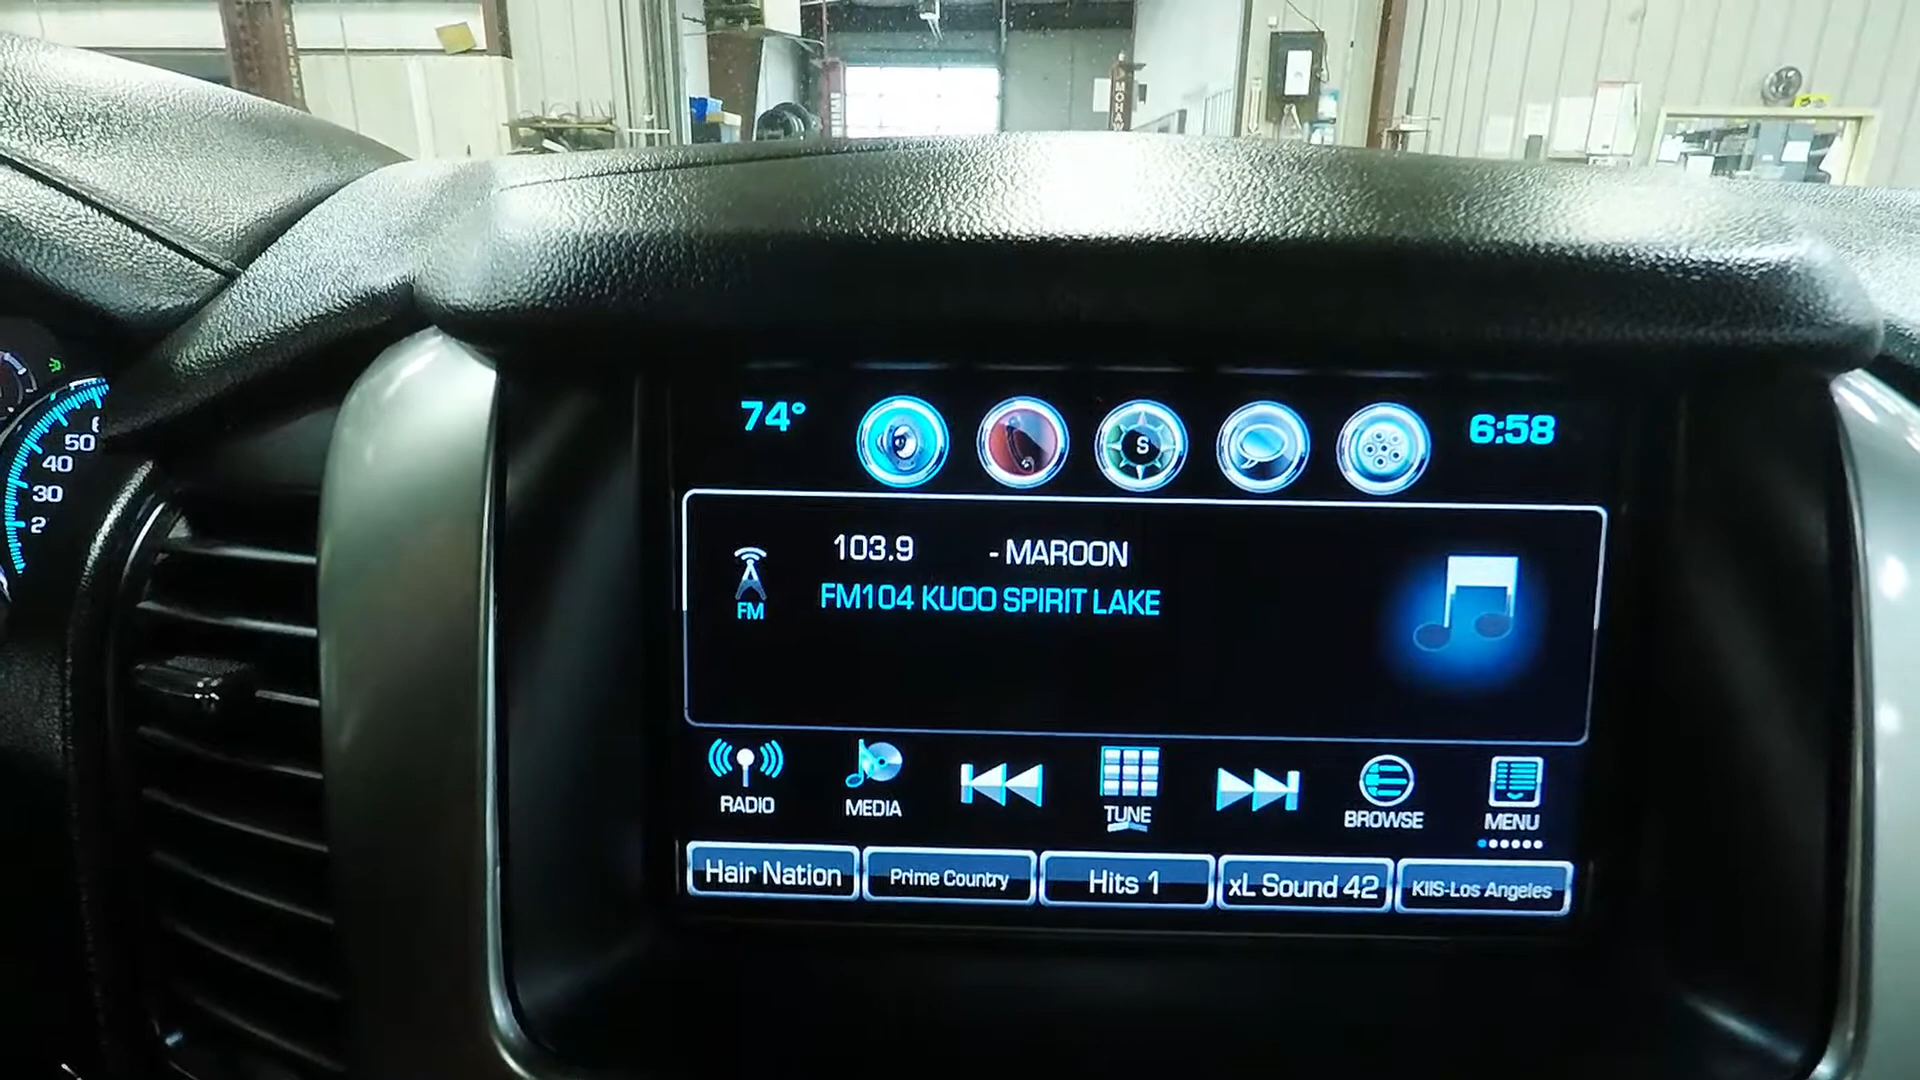 74°
S
6:58
103.9 - MAROON
FM
FM104 KUOO SPIRIT LAKE
RADIO
MEDIA
TUNE
BROWSE
MENU
Hair Nation
Prime Country
Hits 1
xL Sound 42
KIIS-Los Angeles
50
40
30